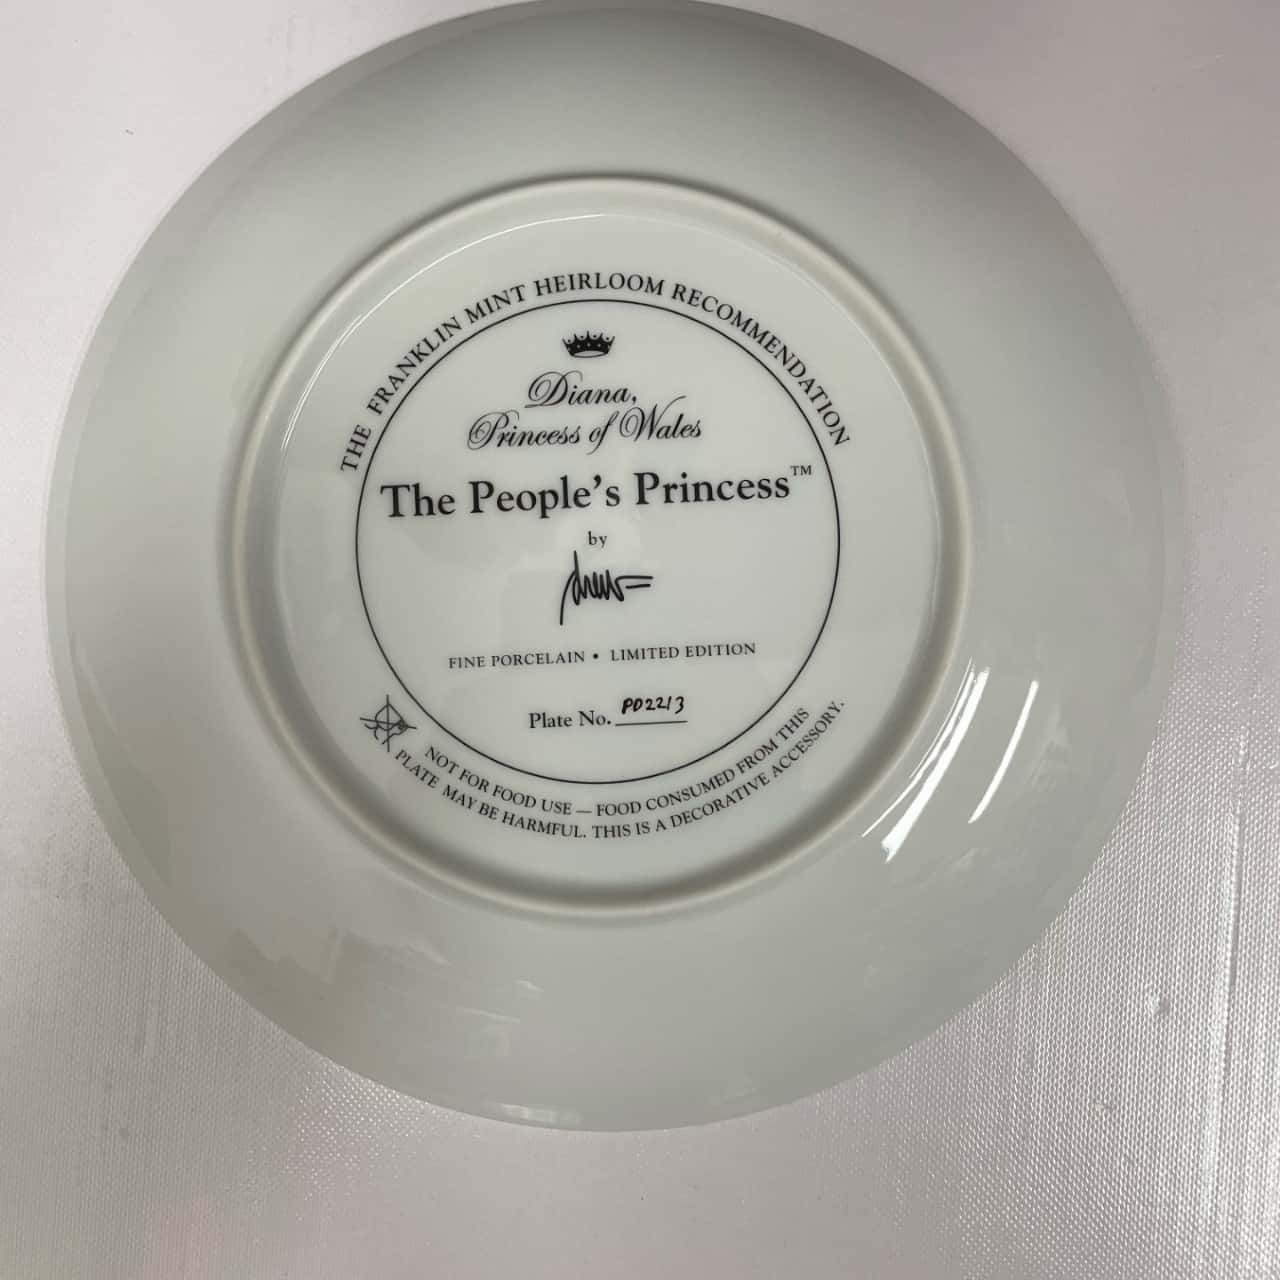 THE FRANKLIN MINT HEIRLOOM RECOMMENDATION
Diana,
Princess of Wales
The People's Princess™
by
FINE PORCELAIN • LIMITED EDITION
Plate No. PD2213
NOT FOR FOOD USE — FOOD CONSUMED FROM THIS
PLATE MAY BE HARMFUL. THIS IS A DECORATIVE ACCESSORY.